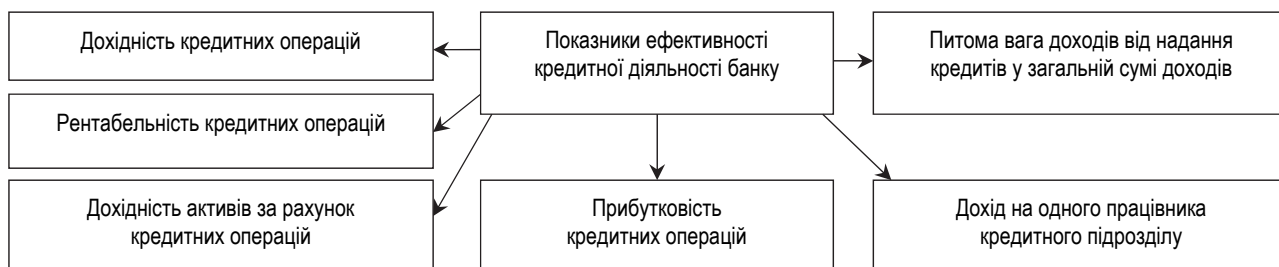 Дохідність кредитних операцій
Показники ефективності
кредитної діяльності банку
Питома вага доходів від надання
кредитів у загальній сумі доходів
Рентабельність кредитних операцій
Дохідність активів за рахунок
кредитних операцій
Прибутковість
кредитних операцій
Дохід на одного працівника
кредитного підрозділу